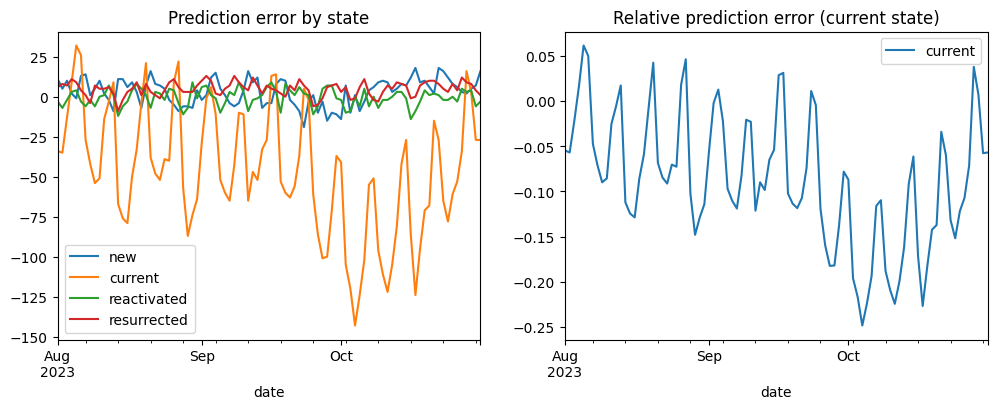 Prediction error by state
25
0
−25
−50
−75
−100
−125
−150
new
current
reactivated
resurrected
Aug
2023
Sep
Oct
date
Relative prediction error (current state)
0.05
0.00
−0.05
−0.10
−0.15
−0.20
−0.25
current
Aug
2023
Sep
Oct
date